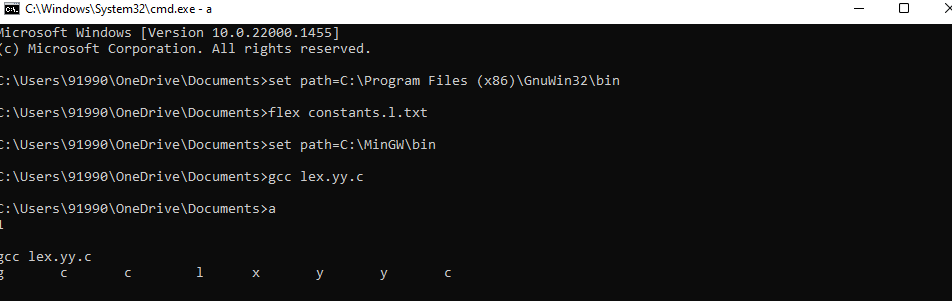 C:\Windows\System32\cmd.exe - a
Microsoft Windows [Version 10.0.22000.1455]
(c) Microsoft Corporation. All rights reserved.
C:\Users\91990\OneDrive\Documents>set path=C:\Program Files (x86)\GnuWin32\bin
C:\Users\91990\OneDrive\Documents>flex constants.l.txt
C:\Users\91990\OneDrive\Documents>set path=C:\MinGW\bin
C:\Users\91990\OneDrive\Documents>gcc lex.yy.c
C:\Users\91990\OneDrive\Documents>a
gcc lex.yy.c
g c c l x y y c